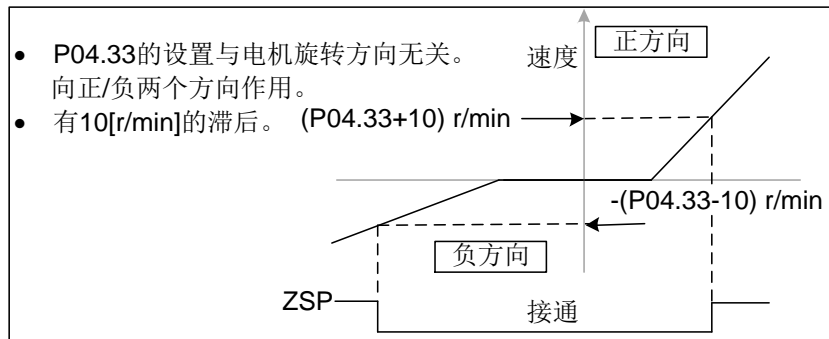 • P04.33的设置与电机旋转方向无关。
向正/负两个方向作用。
• 有10[r/min]的滞后。
速度
正方向
(P04.33+10) r/min
-(P04.33-10) r/min
负方向
ZSP
接通